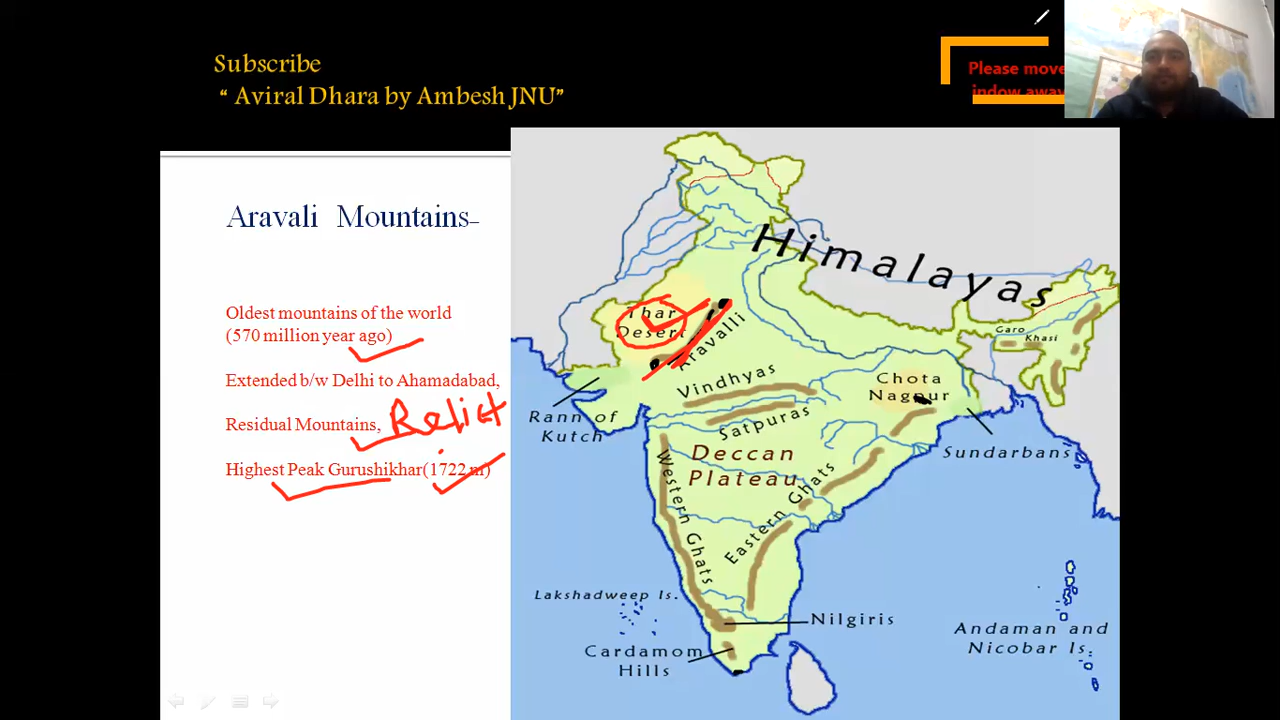 Subscribe
“ Aviral Dhara by Ambesh JNU”
Please move
indow away
Aravali Mountains–
Oldest mountains of the world
(570 million year ago)
Extended b/w Delhi to Ahamadabad,
Residual Mountains, Relict
Highest Peak Gurushikhar(1722 m)
Himalayas
Thar
Desert
Aravalli
Garo
Khasi
Vindhyas
Chota
Nagpur
Rann of
Kutch
Satpuras
Sundarbans
Deccan
Plateau
Western Ghats
Eastern Ghats
Lakshadweep Is.
Nilgiris
Cardamom
Hills
Andaman and
Nicobar Is.